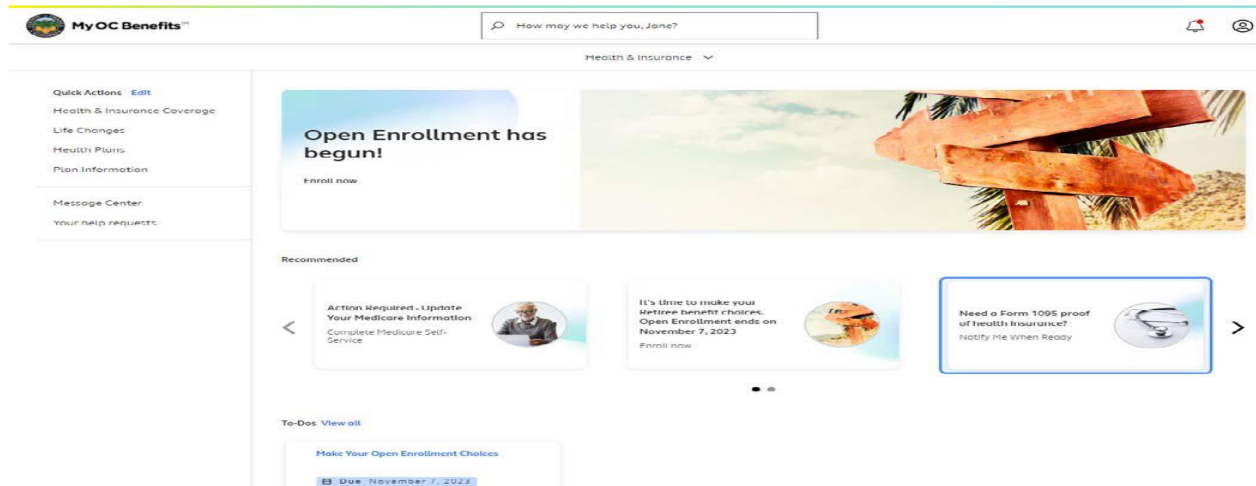 My OC Benefits™
How may we help you, Jane?
Health & Insurance
Quick Actions Edit
Health & Insurance Coverage
Life Changes
Health Plans
Plan Information
Message Center
Your help requests
Open Enrollment has
begun!
Enroll now
Recommended
Action Required - Update
Your Medicare Information
Complete Medicare Self-
Service
It's time to make your
Retiree benefit choices.
Open Enrollment ends on
November 7, 2023
Enroll now
Need a Form 1095 proof
of health insurance?
Notify Me When Ready
To-Dos View all
Make Your Open Enrollment Choices
Due November 7, 2023